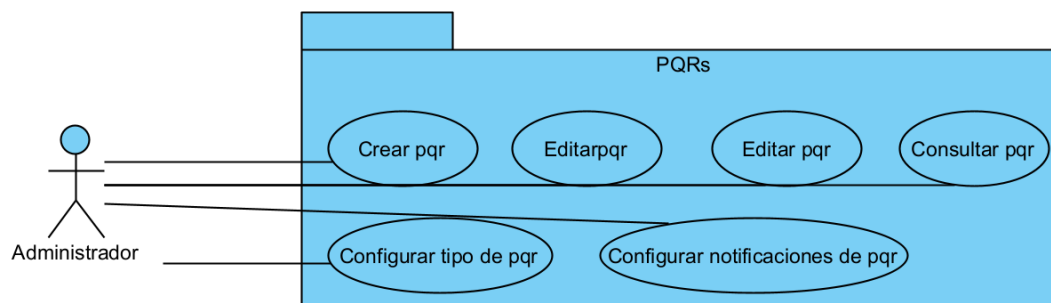 PQRs
Crear pqr
Editarpqr
Editar pqr
Consultar pqr
Administrador
Configurar tipo de pqr
Configurar notificaciones de pqr